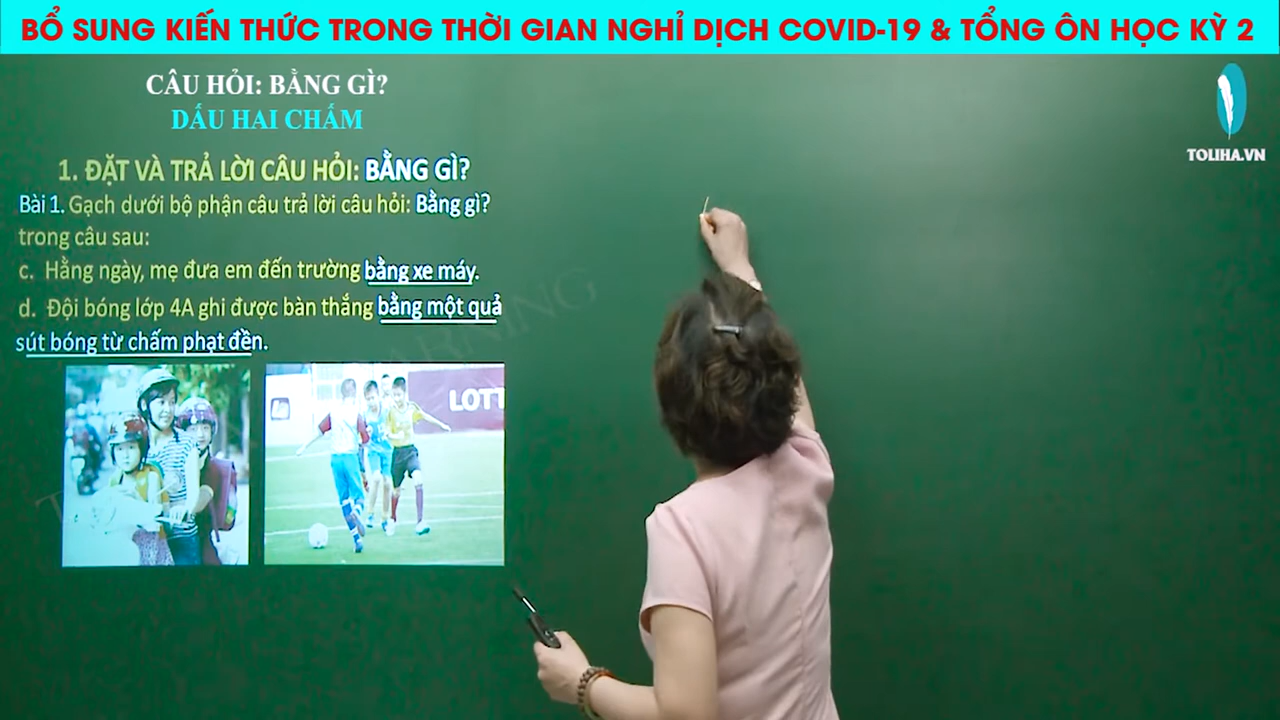 BỔ SUNG KIẾN THỨC TRONG THỜI GIAN NGHỈ DỊCH COVID-19 & TỔNG ÔN HỌC KỲ 2
CÂU HỎI: BẰNG GÌ?
DẤU HAI CHẤM
TOLIHA.VN
1. ĐẶT VÀ TRẢ LỜI CÂU HỎI: BẰNG GÌ?
Bài 1. Gạch dưới bộ phận câu trả lời câu hỏi: Bằng gì?
trong câu sau:
c. Hằng ngày, mẹ đưa em đến trường bằng xe máy.
d. Đội bóng lớp 4A ghi được bàn thắng bằng một quả
sút bóng từ chấm phạt đền.
LOTT